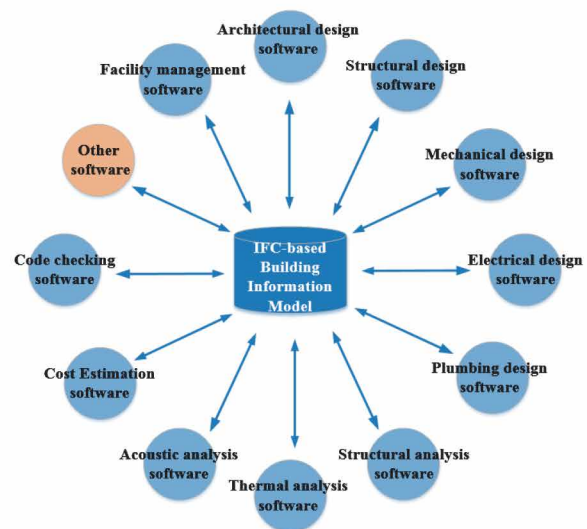 Architectural design
software
Structural design
software
Mechanical design
software
Electrical design
software
Plumbing design
software
Structural analysis
software
Thermal analysis
software
Acoustic analysis
software
Cost Estimation
software
Code checking
software
Other
software
Facility management
software
IFC-based
Building
Information
Model